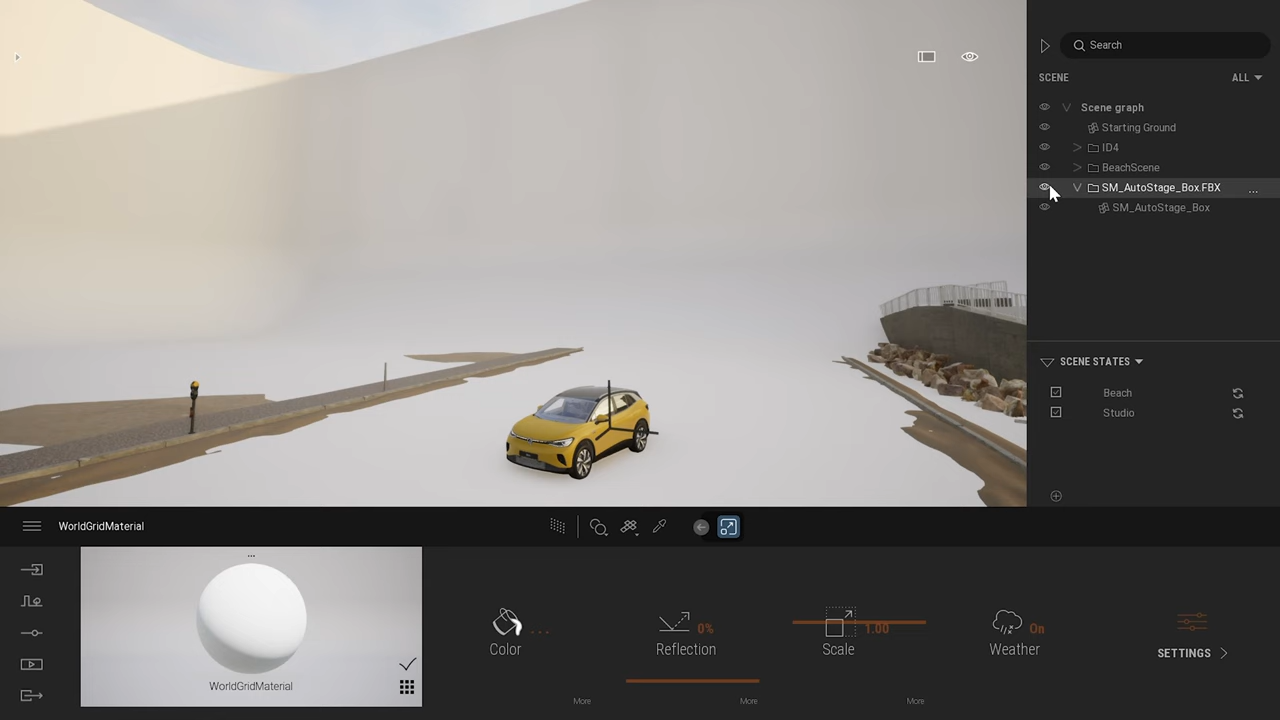 Search
SCENE
ALL
Scene graph
Starting Ground
ID4
BeachScene
SM_AutoStage_Box.FBX
...
SM_AutoStage_Box
SCENE STATES
Beach
Studio
WorldGridMaterial
...
WorldGridMaterial
Color
...
More
Reflection
0%
More
Scale
1.00
More
Weather
On
SETTINGS